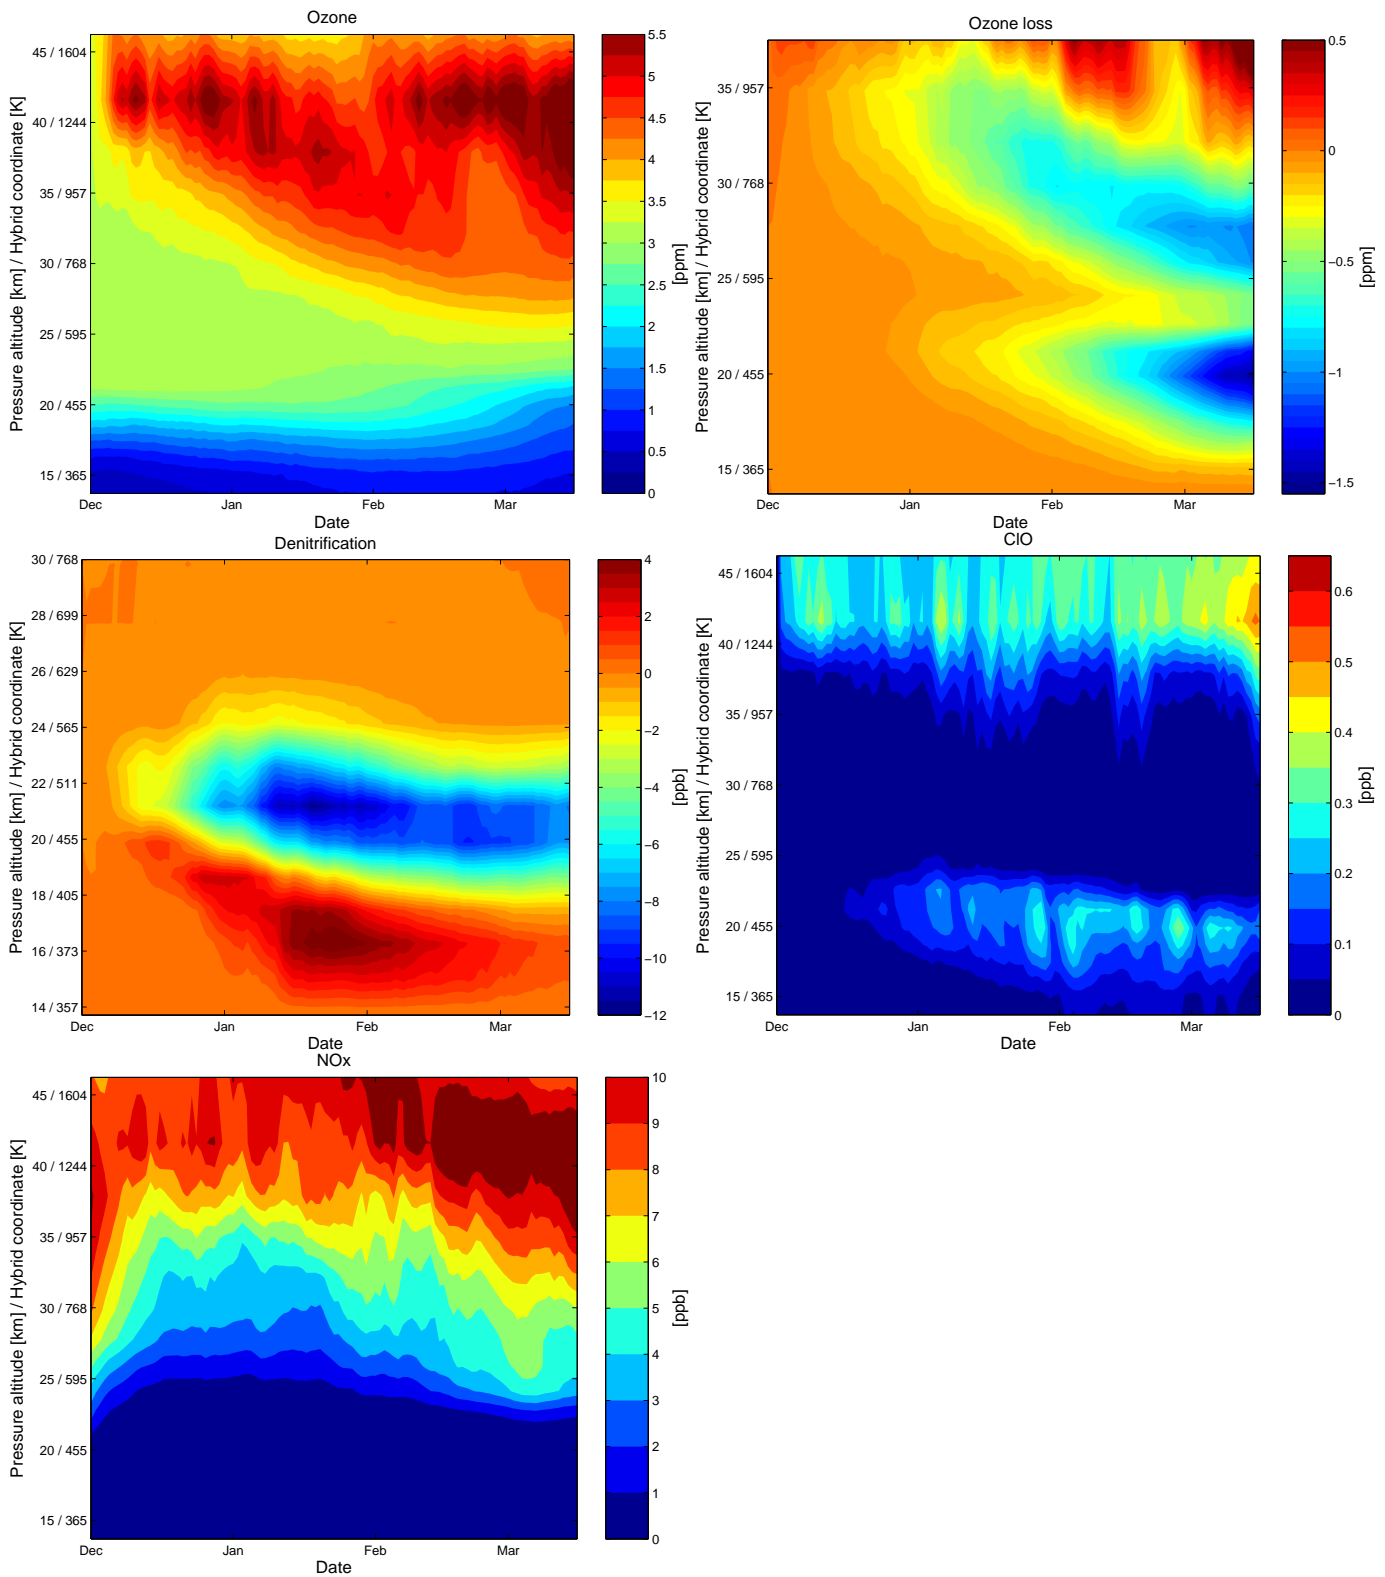 Ozone
Pressure altitude [km] / Hybrid coordinate [K]
45 / 1604
40 / 1244
35 / 957
30 / 768
25 / 595
20 / 455
15 / 365
Dec Jan Feb Mar
Date
5.5
5
4.5
4
3.5
3
2.5
2
1.5
1
0.5
0
[ppm]
Ozone loss
Pressure altitude [km] / Hybrid coordinate [K]
35 / 957
30 / 768
25 / 595
20 / 455
15 / 365
Dec Jan Feb Mar
Date
0.5
0
−0.5
−1
−1.5
[ppm]
Denitrification
Pressure altitude [km] / Hybrid coordinate [K]
30 / 768
28 / 699
26 / 629
24 / 565
22 / 511
20 / 455
18 / 405
16 / 373
14 / 357
Dec Jan Feb Mar
Date
4
2
0
−2
−4
−6
−8
−10
−12
[ppb]
ClO
Pressure altitude [km] / Hybrid coordinate [K]
45 / 1604
40 / 1244
35 / 957
30 / 768
25 / 595
20 / 455
15 / 365
Dec Jan Feb Mar
Date
0.6
0.5
0.4
0.3
0.2
0.1
0
[ppb]
NOx
Pressure altitude [km] / Hybrid coordinate [K]
45 / 1604
40 / 1244
35 / 957
30 / 768
25 / 595
20 / 455
15 / 365
Dec Jan Feb Mar
Date
10
9
8
7
6
5
4
3
2
1
0
[ppb]